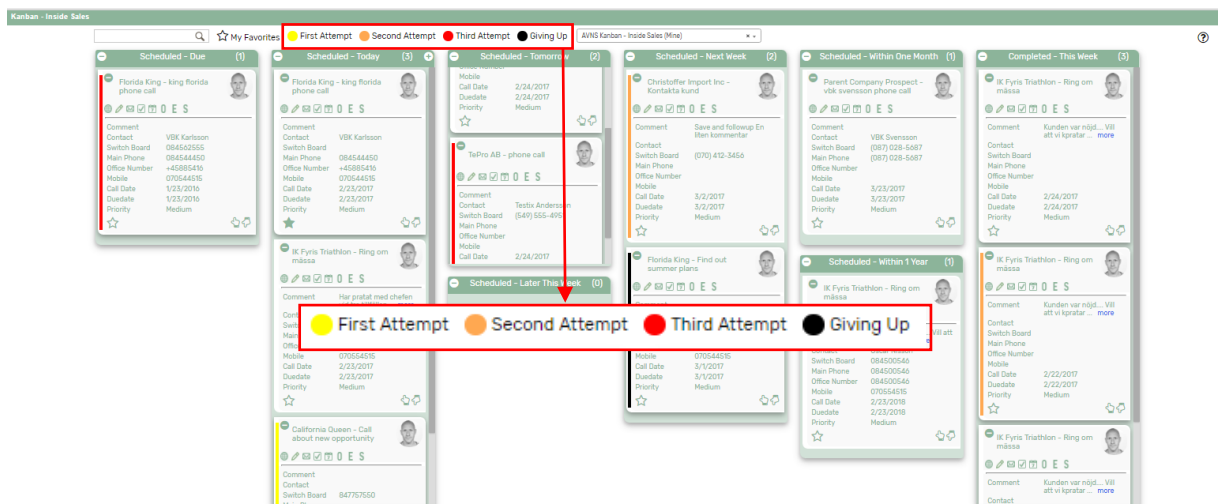 Kanban - Inside Sales
My Favorites First Attempt Second Attempt Third Attempt Giving Up AVNS Kanban - Inside Sales (Mine)
Scheduled - Due (1)
Florida King - king florida
phone call
O E S
Comment
Contact VBK Karlsson
Switch Board 084562555
Main Phone 084544450
Office Number +45885416
Mobile 070544515
Call Date 1/23/2016
Duedate 1/23/2016
Priority Medium
Scheduled - Today (3)
Florida King - king florida
phone call
O E S
Comment
Contact VBK Karlsson
Switch Board
Main Phone 084544450
Office Number +45885416
Mobile 070544515
Call Date 2/23/2017
Duedate 2/23/2017
Priority Medium
IK Fyris Triathlon - Ring om
mässa
O E S
Comment Har pratat med chefen
Mobile 070554515
Call Date 2/23/2017
Duedate 2/23/2017
Priority Medium
California Queen - Call
about new opportunity
O E S
Comment
Contact
Switch Board 847757550
Scheduled - Tomorrow (2)
Mobile
Call Date 2/24/2017
Duedate 2/24/2017
Priority Medium
TePro AB - phone call
O E S
Comment
Contact Testix Andersson
Switch Board (549) 555-495
Main Phone
Office Number
Mobile
Call Date 2/24/2017
Scheduled - Later This Week (0)
First Attempt Second Attempt Third Attempt Giving Up
Scheduled - Next Week (2)
Christoffer Import Inc -
Kontakta kund
O E S
Comment Save and followup En
liten kommentar
Contact
Switch Board (070) 412-3456
Main Phone
Office Number
Mobile
Call Date 3/2/2017
Duedate 3/2/2017
Priority Medium
Florida King - Find out
summer plans
O E S
Mobile 070544515
Call Date 3/1/2017
Duedate 3/1/2017
Priority Medium
Scheduled - Within One Month (1)
Parent Company Prospect -
vbk svensson phone call
O E S
Comment
Contact VBK Svensson
Switch Board (087) 028-5687
Main Phone (087) 028-5687
Office Number
Mobile
Call Date 3/23/2017
Duedate 3/23/2017
Priority Medium
Scheduled - Within 1 Year (1)
IK Fyris Triathlon - Ring om
mässa
Vill att
Switch Board 084500546
Main Phone 084500546
Office Number 084500546
Mobile 070554515
Call Date 2/23/2018
Duedate 2/23/2018
Priority Medium
Completed - This Week (3)
IK Fyris Triathlon - Ring om
mässa
O E S
Comment Kunden var nöjd.... Vill
att vi kpratar ... more
Contact
Switch Board
Main Phone
Office Number
Mobile
Call Date 2/24/2017
Duedate 2/24/2017
Priority Medium
IK Fyris Triathlon - Ring om
mässa
O E S
Comment Kunden var nöjd.... Vill
att vi kpratar ... more
Contact
Switch Board
Main Phone
Office Number
Mobile
Call Date 2/22/2017
Duedate 2/22/2017
Priority Medium
IK Fyris Triathlon - Ring om
mässa
O E S
Comment Kunden var nöjd.... Vill
att vi kpratar ... more
Contact